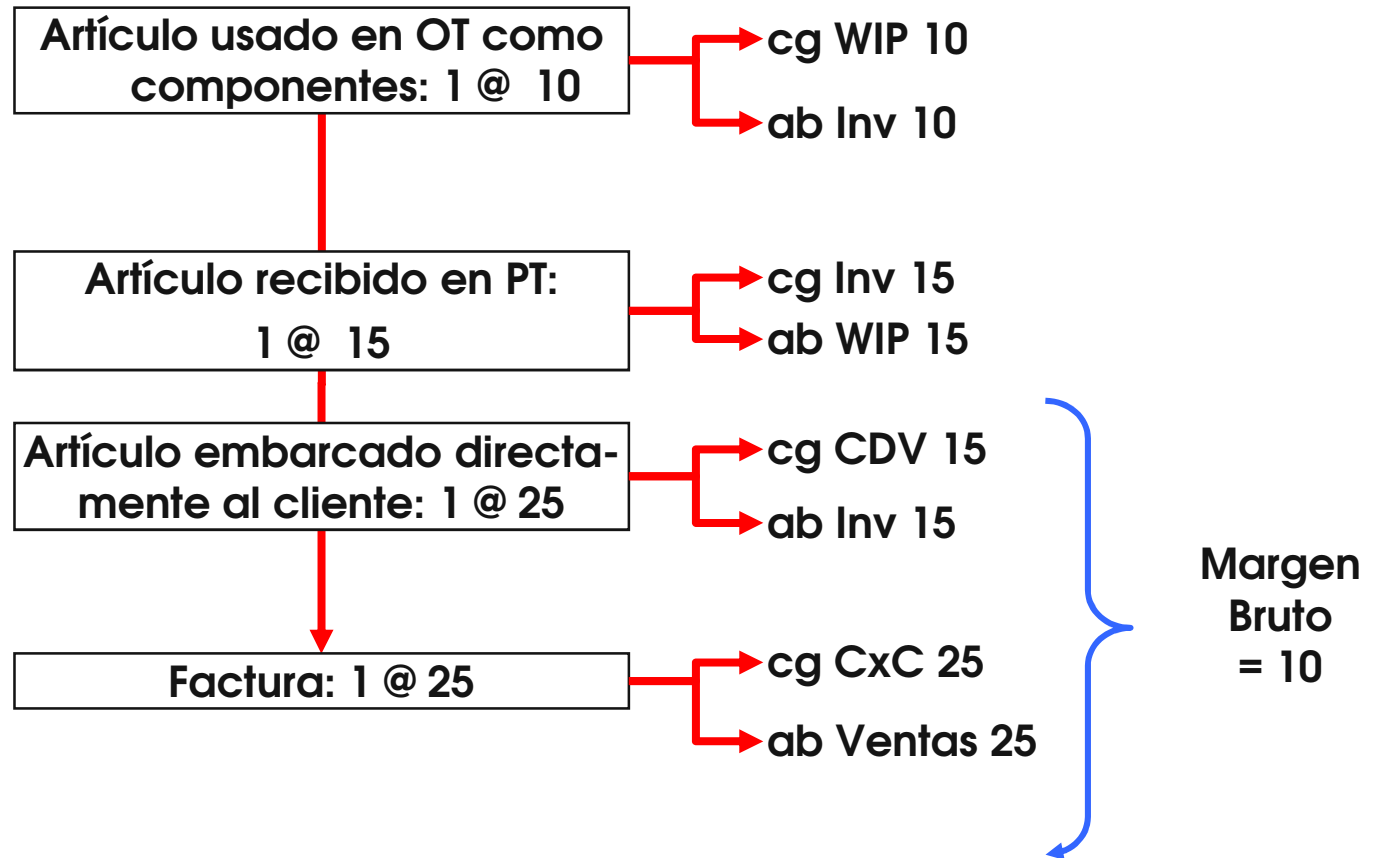 Artículo usado en OT como
componentes: 1 @ 10
cg WIP 10
ab Inv 10
Artículo recibido en PT:
1 @ 15
cg Inv 15
ab WIP 15
Artículo embarcado directa-
mente al cliente: 1 @ 25
cg CDV 15
ab Inv 15
Margen
Bruto
= 10
Factura: 1 @ 25
cg CxC 25
ab Ventas 25